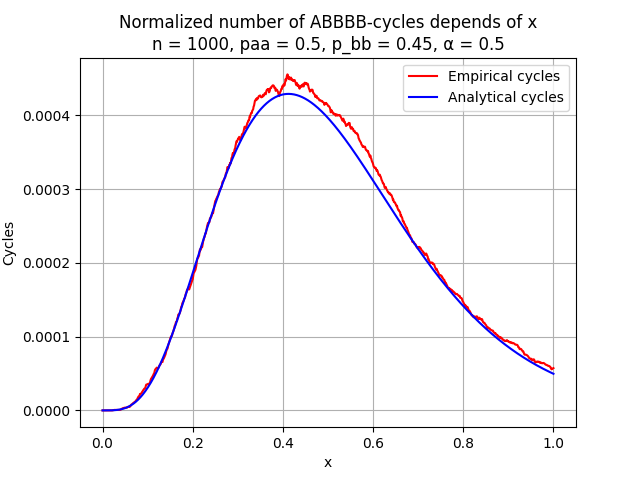 Normalized number of ABBBB-cycles depends of x
n = 1000, paa = 0.5, p_bb = 0.45, α = 0.5
Empirical cycles
Analytical cycles
Cycles
0.0004
0.0003
0.0002
0.0001
0.0000
0.0 0.2 0.4 0.6 0.8 1.0
x